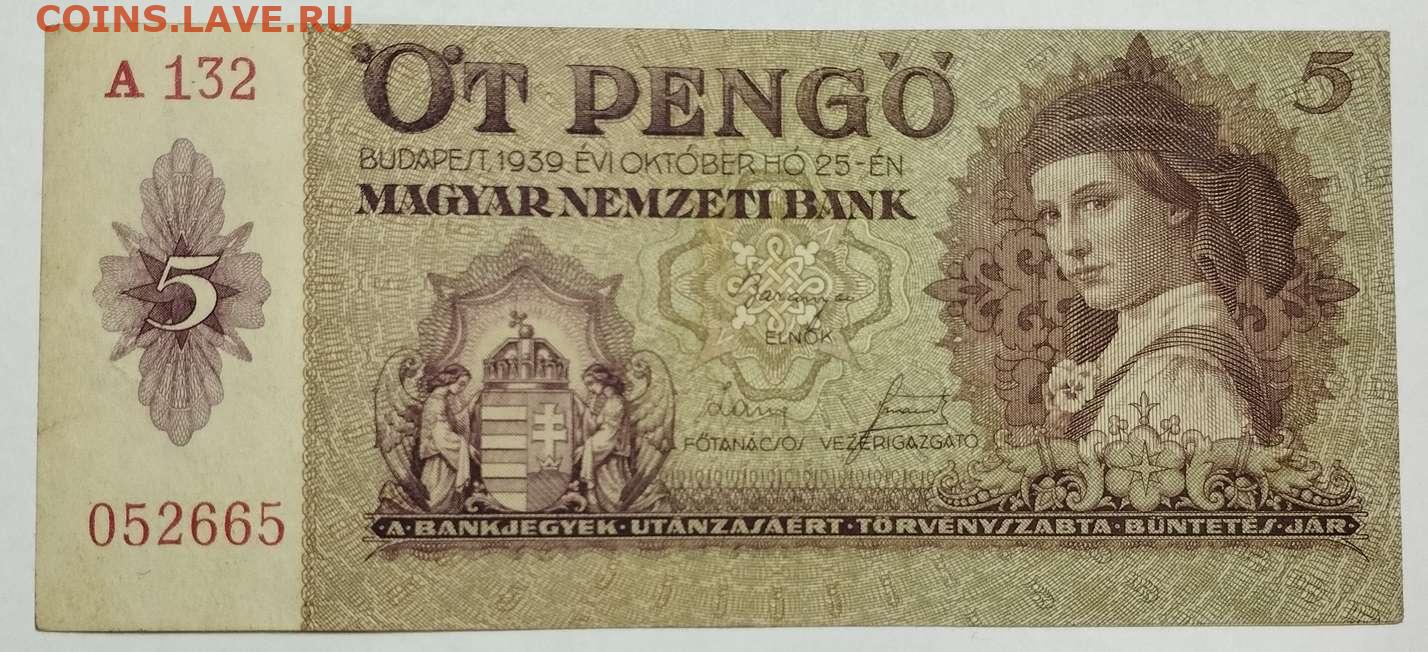 COINS.LAVE.RU
A 132
5
052665
ÖT PENGŐ
5
BUDAPEST, 1939. ÉVI OKTÓBER HÓ 25-ÉN
MAGYAR NEMZETI BANK
ELNÖK
FŐTANÁCSOS VEZÉRIGAZGATÓ
·A·BANKJEGYEK·UTÁNZÁSÁÉRT·TÖRVÉNYSZABTA·BÜNTETÉS·JÁR·